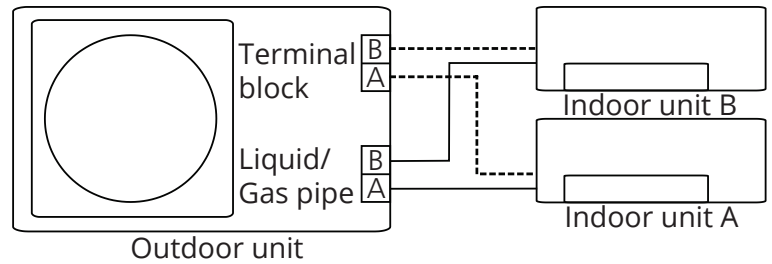 Terminal
block
B
A
Liquid/
Gas pipe
B
A
Outdoor unit
Indoor unit B
Indoor unit A